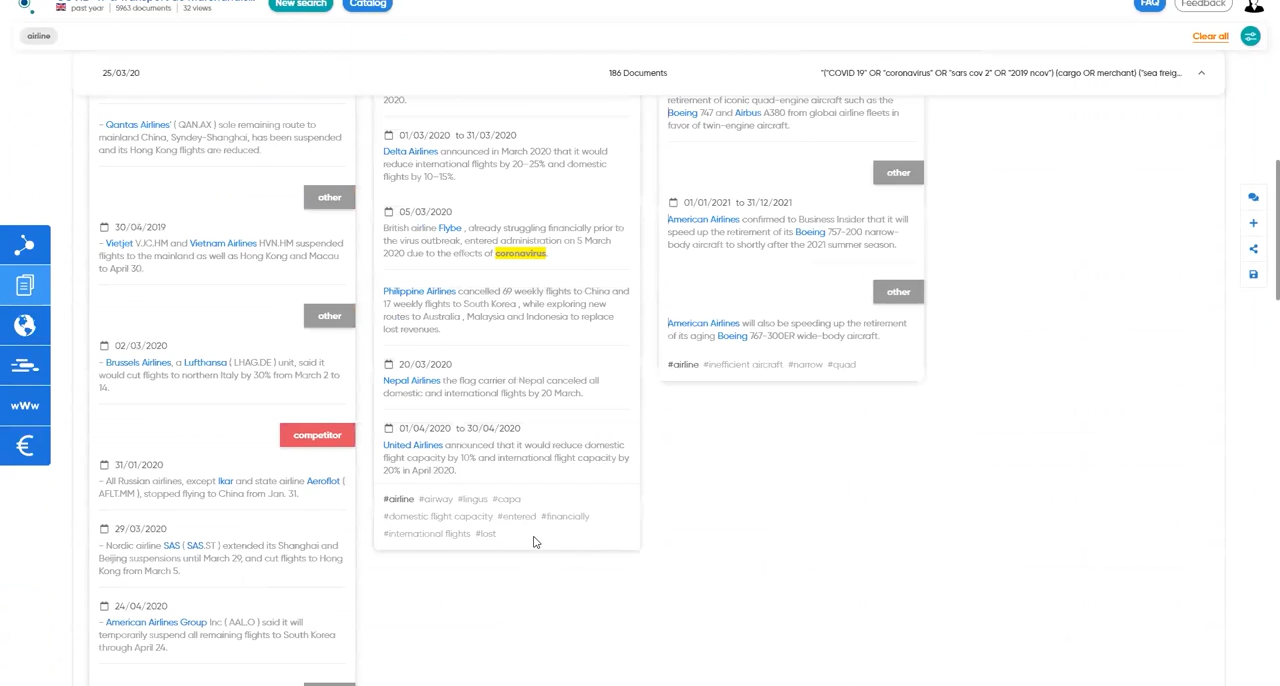 past year | 5963 documents | 32 views
New search
Catalog
FAQ
Feedback
airline
Clear all
25/03/20
186 Documents
"("COVID 19" OR "coronavirus" OR "sars cov 2" OR "2019 ncov") (cargo OR merchant) ("sea freig...
- Qantas Airlines' ( QAN.AX ) sole remaining route to
mainland China, Syndey-Shanghai, has been suspended
and its Hong Kong flights are reduced.
other
30/04/2019
- Vietjet VJC.HM and Vietnam Airlines HVN.HM suspended
flights to the mainland as well as Hong Kong and Macau
to April 30.
other
02/03/2020
- Brussels Airlines, a Lufthansa ( LHAG.DE ) unit, said it
would cut flights to northern Italy by 30% from March 2 to
14.
competitor
31/01/2020
- All Russian airlines, except Ikar and state airline Aeroflot (
AFLT.MM ), stopped flying to China from Jan. 31.
29/03/2020
- Nordic airline SAS ( SAS.ST ) extended its Shanghai and
Beijing suspensions until March 29, and cut flights to Hong
Kong from March 5.
24/04/2020
- American Airlines Group Inc ( AAL.O ) said it will
temporarily suspend all remaining flights to South Korea
through April 24.
2020.
01/03/2020 to 31/03/2020
Delta Airlines announced in March 2020 that it would
reduce international flights by 20–25% and domestic
flights by 10–15%.
05/03/2020
British airline Flybe , already struggling financially prior to
the virus outbreak, entered administration on 5 March
2020 due to the effects of coronavirus.
Philippine Airlines cancelled 69 weekly flights to China and
17 weekly flights to South Korea , while exploring new
routes to Australia , Malaysia and Indonesia to replace
lost revenues.
20/03/2020
Nepal Airlines the flag carrier of Nepal canceled all
domestic and international flights by 20 March.
01/04/2020 to 30/04/2020
United Airlines announced that it would reduce domestic
flight capacity by 10% and international flight capacity by
20% in April 2020.
#airline #airway #lingus #capa
#domestic flight capacity #entered #financially
#international flights #lost
retirement of iconic quad-engine aircraft such as the
Boeing 747 and Airbus A380 from global airline fleets in
favor of twin-engine aircraft.
other
01/01/2021 to 31/12/2021
American Airlines confirmed to Business Insider that it will
speed up the retirement of its Boeing 757-200 narrow-
body aircraft to shortly after the 2021 summer season.
other
American Airlines will also be speeding up the retirement
of its aging Boeing 767-300ER wide-body aircraft.
#airline #inefficient aircraft #narrow #quad
wWw
€